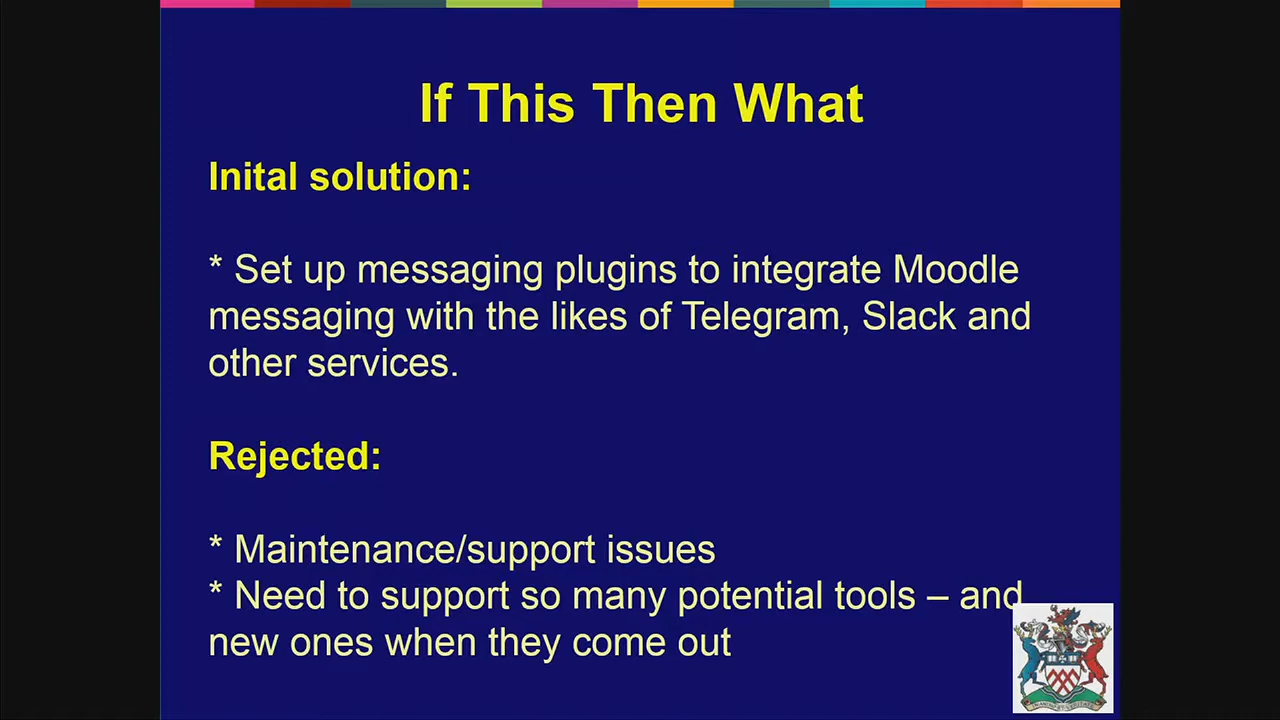 If This Then What
Inital solution:
* Set up messaging plugins to integrate Moodle
messaging with the likes of Telegram, Slack and
other services.
Rejected:
* Maintenance/support issues
* Need to support so many potential tools – and
new ones when they come out